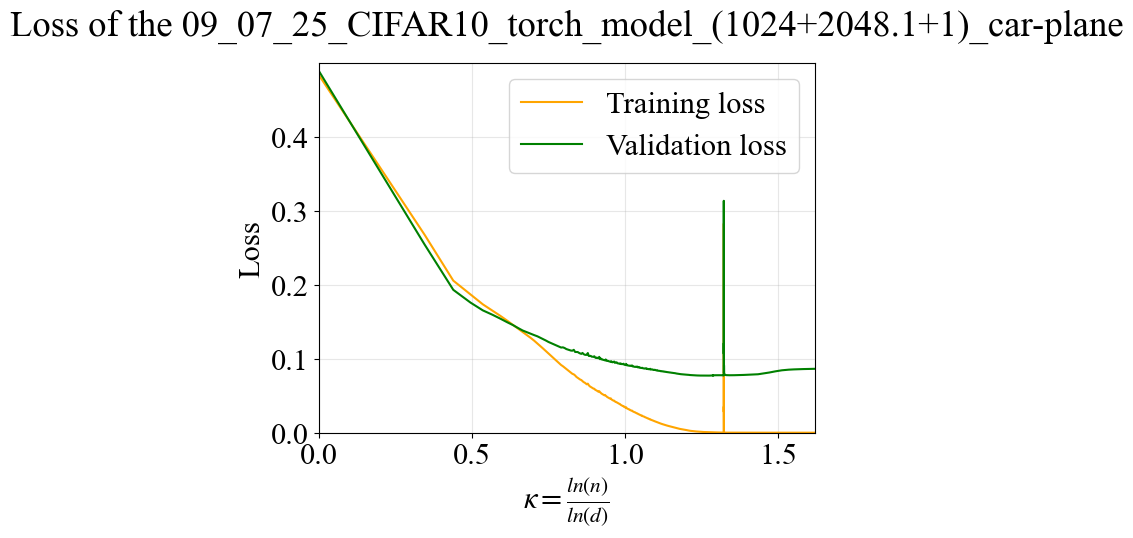 Loss of the 09_07_25_CIFAR10_torch_model_(1024+2048.1+1)_car-plane
Training loss
Validation loss
Loss
0.4
0.3
0.2
0.1
0.0
0.0 0.5 1.0 1.5
κ = ln(n)/ln(d)